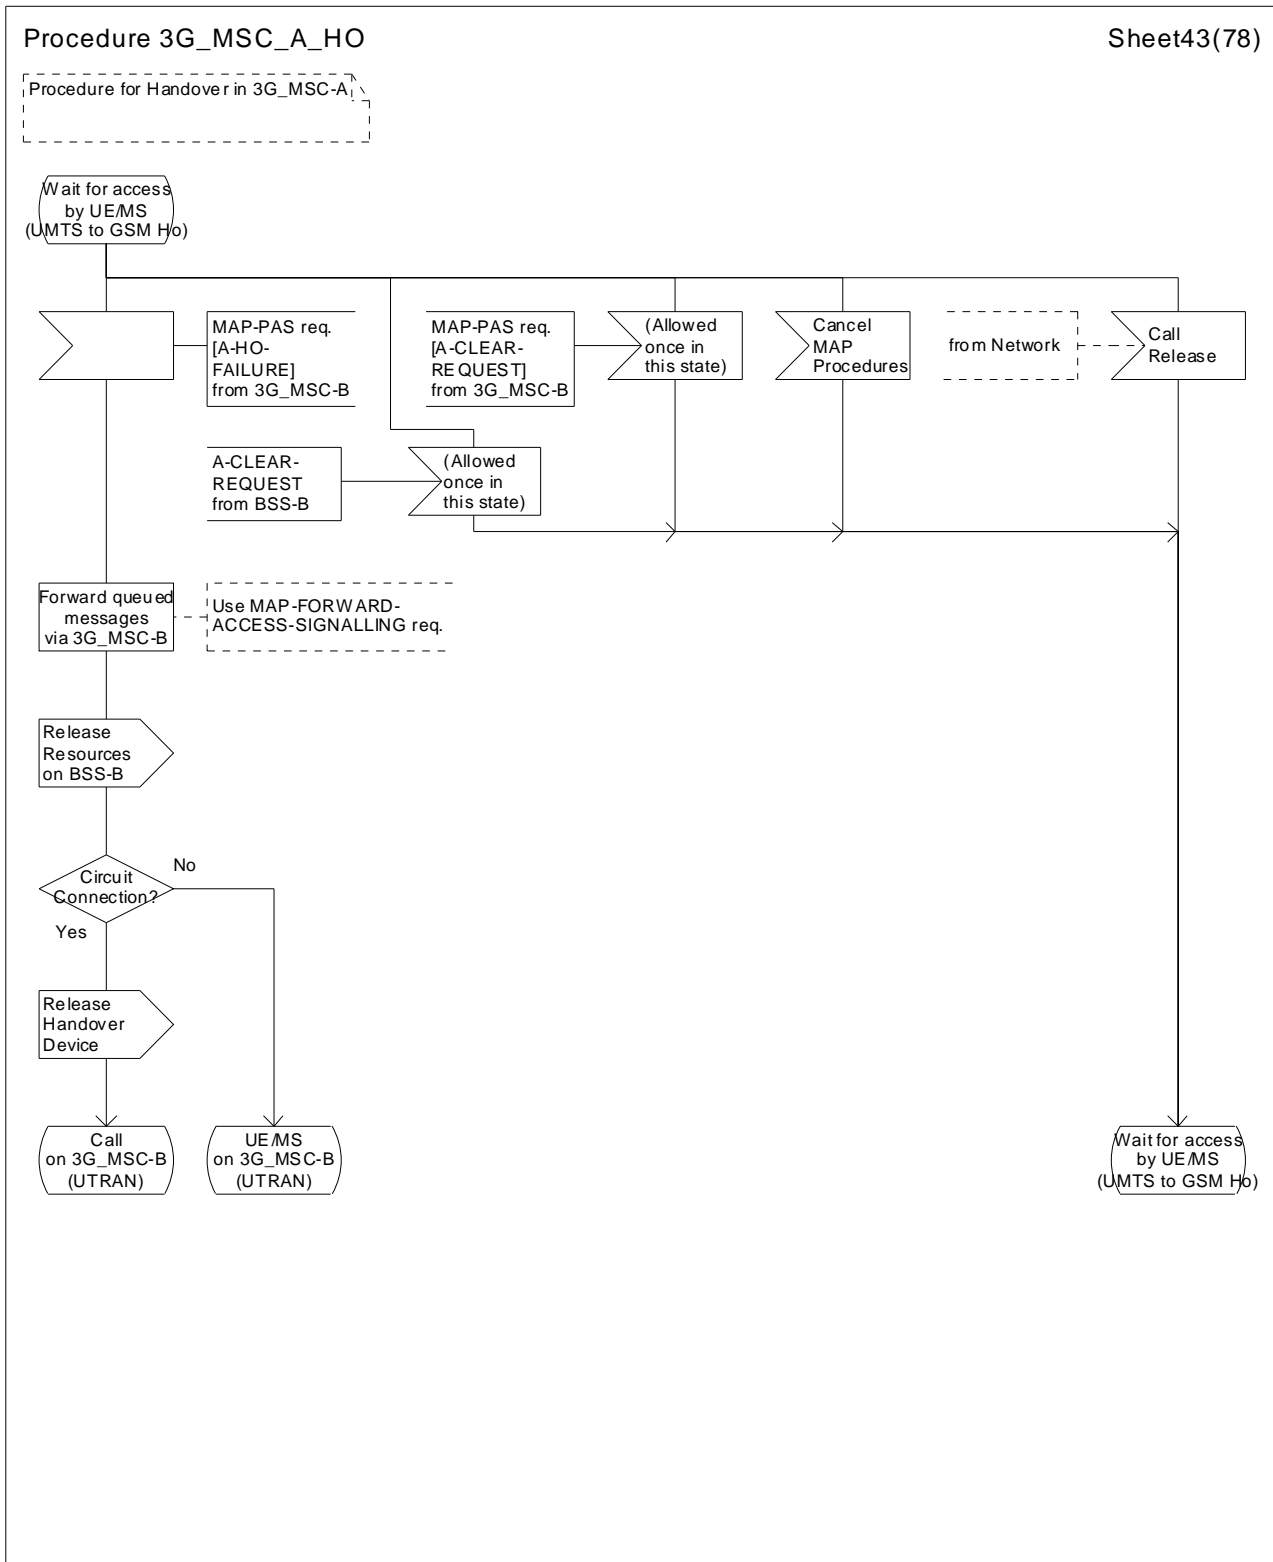 Procedure 3G_MSC_A_HO
Sheet43(78)
Procedure for Handover in 3G_MSC-A
Wait for access
by UE/MS
(UMTS to GSM Ho)
MAP-PAS req.
[A-HO-
FAILURE]
from 3G_MSC-B
MAP-PAS req.
[A-CLEAR-
REQUEST]
from 3G_MSC-B
(Allowed
once in
this state)
Cancel
MAP
Procedures
from Network
Call
Release
A-CLEAR-
REQUEST
from BSS-B
(Allowed
once in
this state)
Forward queued
messages
via 3G_MSC-B
Use MAP-FORWARD-
ACCESS-SIGNALLING req.
Release
Resources
on BSS-B
Circuit
Connection?
No
Yes
Release
Handover
Device
Call
on 3G_MSC-B
(UTRAN)
UE/MS
on 3G_MSC-B
(UTRAN)
Wait for access
by UE/MS
(UMTS to GSM Ho)